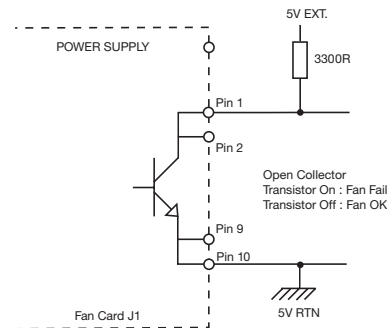 5V EXT.
POWER SUPPLY
3300R
Pin 1
Pin 2
Open Collector
Transistor On : Fan Fail
Transistor Off : Fan OK
Pin 9
Pin 10
Fan Card J1
5V RTN